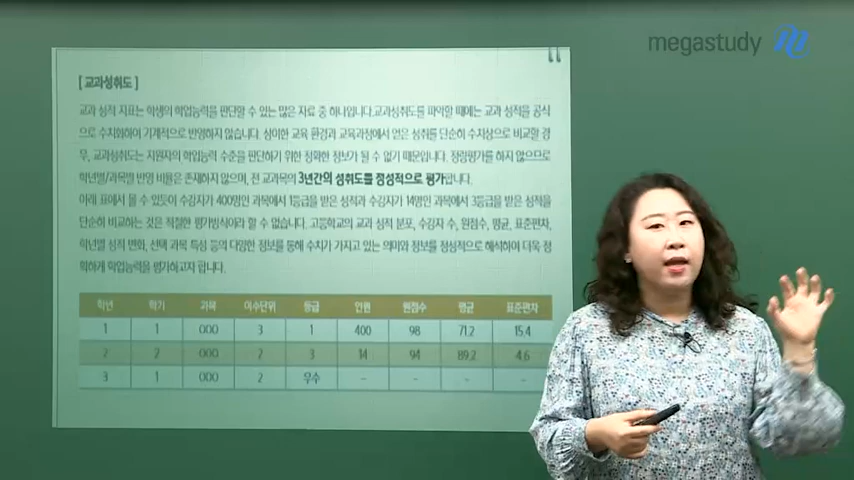 megastudy
[ 교과성취도 ]
교과 성적 지표는 학생의 학업능력을 판단할 수 있는 많은 자료 중 하나입니다.교과성취도를 파악할 때에는 교과 성적을 공식
으로 수치화하여 기계적으로 반영하지 않습니다. 상이한 교육 환경과 교육과정에서 얻은 성취를 단순히 수치상으로 비교할 경
우, 교과성취도는 지원자의 학업능력 수준을 판단하기 위한 정확한 정보가 될 수 없기 때문입니다. 정량평가를 하지 않으므로
학년별/과목별 반영 비율은 존재하지 않으며, 전 교과목의 3년간의 성취도를 정성적으로 평가합니다.
아래 표에서 볼 수 있듯이 수강자가 400명인 과목에서 1등급을 받은 성적과 수강자가 14명인 과목에서 3등급을 받은 성적을
단순히 비교하는 것은 적절한 평가방식이라 할 수 없습니다. 고등학교의 교과 성적 분포, 수강자 수, 원점수, 평균, 표준편차,
학년별 성적 변화, 선택 과목 특성 등의 다양한 정보를 통해 수치가 가지고 있는 의미와 정보를 정성적으로 해석하여 더욱 정
확하게 학업능력을 평가하고자 합니다.
학년 학기 과목 이수단위 등급 인원 원점수 평균 표준편차
1 1 000 3 1 400 98 71.2 15.4
2 2 000 2 3 14 94 89.2 4.6
3 1 000 2 우수 - - - -